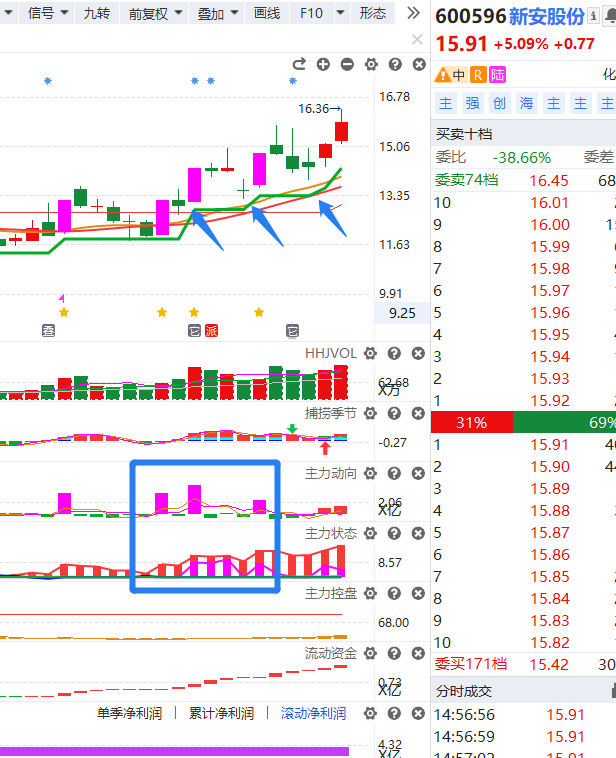 信号 九转 前复权 叠加 画线 F10 形态
600596 新安股份
15.91 +5.09% +0.77
中 R 陆
主 强 创 海 主 主 主
买卖十档
委比 -38.66% 委差
委卖74档 16.45 68
10 16.01
9 16.00
8 15.99
7 15.98
6 15.97
5 15.96
4 15.95
3 15.94
2 15.93
1 15.92
31% 69%
1 15.91
2 15.90
3 15.89
4 15.88
5 15.87
6 15.86
7 15.85
8 15.84
9 15.83
10 15.82
委买171档 15.42 30
分时成交
14:56:56 15.91
14:56:59 15.91
14:57:02 15.91
16.78
16.36→
15.06
13.35
11.63
9.91
9.25
它 派 它
HHJVOL
62.68
X万
捕捞季节
-0.27
主力动向
2.06
X亿
主力状态
8.57
主力控盘
68.00
流动资金
0.73
X亿
单季净利润 累计净利润 滚动净利润
4.32
X亿